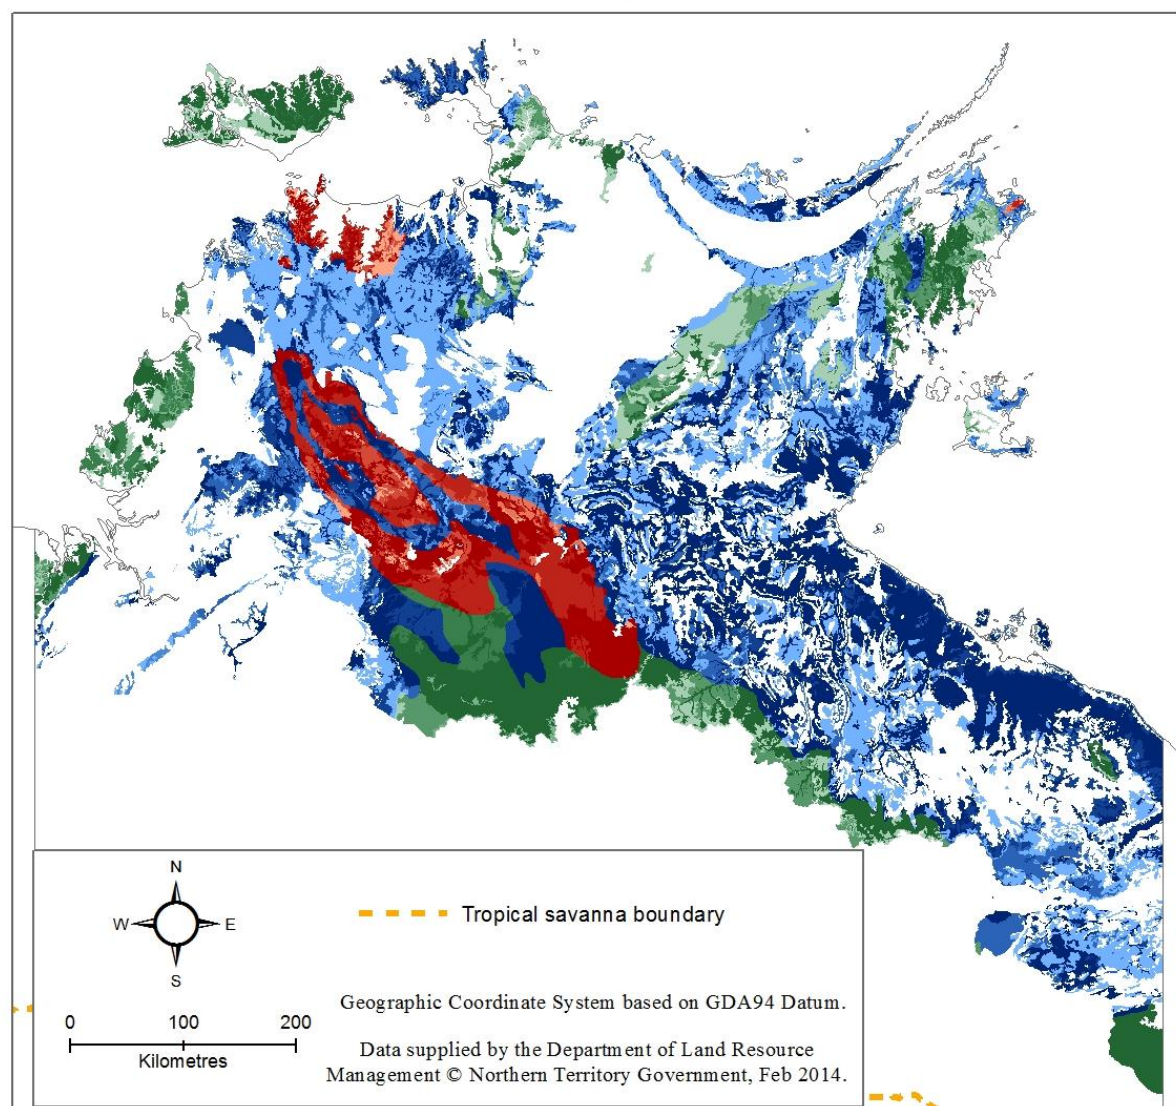 N
W E
S
Tropical savanna boundary
0 100 200
Kilometres
Geographic Coordinate System based on GDA94 Datum.
Data supplied by the Department of Land Resource
Management © Northern Territory Government, Feb 2014.